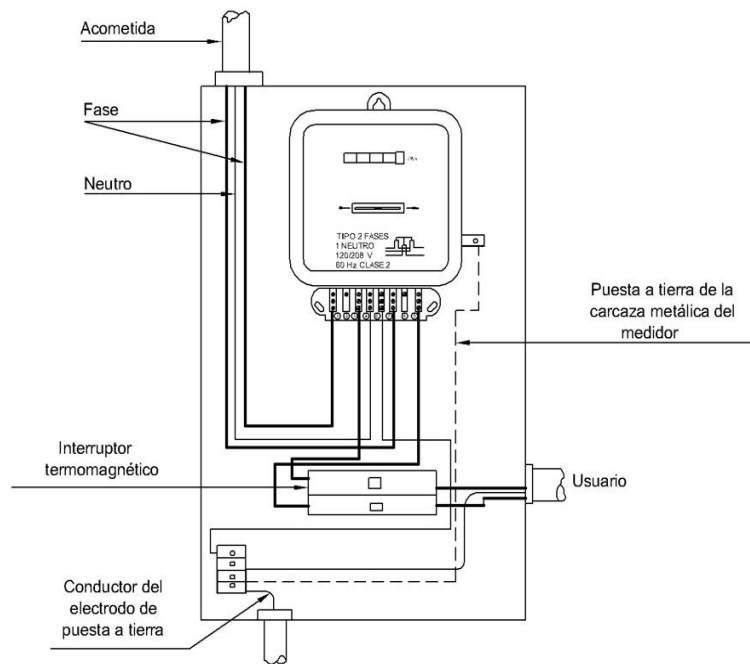 Acometida
Fase
Neutro
TIPO 2 FASES
1 NEUTRO
120/208 V
60 Hz CLASE 2
Puesta a tierra de la
carcaza metálica del
medidor
Interruptor
termomagnético
Usuario
Conductor del
electrodo de
puesta a tierra